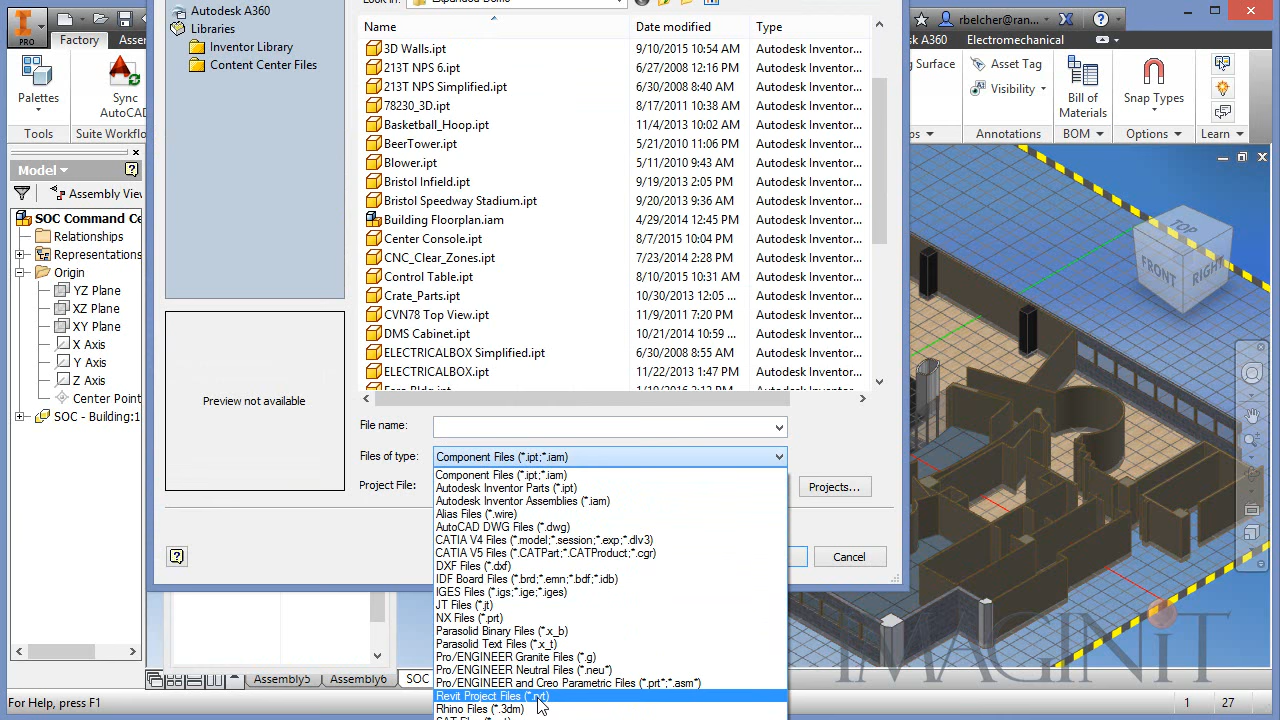 Autodesk A360
Libraries
Inventor Library
Content Center Files
PRO
Factory
Palettes
Sync
AutoCAD
Tools
Suite Workflo
Model
Assembly View
SOC Command Ce
Relationships
Representations
Origin
YZ Plane
XZ Plane
XY Plane
X Axis
Y Axis
Z Axis
Center Point
SOC - Building:1
Preview not available
Name Date modified Type
3D Walls.ipt 9/10/2015 10:54 AM Autodesk Inventor...
213T NPS 6.ipt 6/27/2008 12:16 PM Autodesk Inventor...
213T NPS Simplified.ipt 6/30/2008 8:40 AM Autodesk Inventor...
78230_3D.ipt 8/17/2011 10:38 AM Autodesk Inventor...
Basketball_Hoop.ipt 11/4/2013 10:02 AM Autodesk Inventor...
BeerTower.ipt 5/21/2010 11:06 PM Autodesk Inventor...
Blower.ipt 5/11/2010 9:43 AM Autodesk Inventor...
Bristol Infield.ipt 9/19/2013 2:05 PM Autodesk Inventor...
Bristol Speedway Stadium.ipt 9/20/2013 9:36 AM Autodesk Inventor...
Building Floorplan.iam 4/29/2014 12:45 PM Autodesk Inventor...
Center Console.ipt 8/7/2015 10:04 PM Autodesk Inventor...
CNC_Clear_Zones.ipt 7/23/2014 2:28 PM Autodesk Inventor...
Control Table.ipt 8/10/2015 10:31 AM Autodesk Inventor...
Crate_Parts.ipt 10/30/2013 12:05 ... Autodesk Inventor...
CVN78 Top View.ipt 11/9/2011 7:20 PM Autodesk Inventor...
DMS Cabinet.ipt 10/21/2014 10:59 ... Autodesk Inventor...
ELECTRICALBOX Simplified.ipt 6/30/2008 8:55 AM Autodesk Inventor...
ELECTRICALBOX.ipt 11/22/2013 1:47 PM Autodesk Inventor...
File name:
Files of type: Component Files (*.ipt;*.iam)
Project File: Projects...
Cancel
Component Files (*.ipt;*.iam)
Autodesk Inventor Parts (*.ipt)
Autodesk Inventor Assemblies (*.iam)
Alias Files (*.wire)
AutoCAD DWG Files (*.dwg)
CATIA V4 Files (*.model;*.session;*.exp;*.dlv3)
CATIA V5 Files (*.CATPart;*.CATProduct;*.cgr)
DXF Files (*.dxf)
IDF Board Files (*.brd;*.emn;*.bdf;*.idb)
IGES Files (*.igs;*.ige;*.iges)
JT Files (*.jt)
NX Files (*.prt)
Parasolid Binary Files (*.x_b)
Parasolid Text Files (*.x_t)
Pro/ENGINEER Granite Files (*.g)
Pro/ENGINEER Neutral Files (*.neu*)
Pro/ENGINEER and Creo Parametric Files (*.prt*;*.asm*)
Revit Project Files (*.rvt)
Rhino Files (*.3dm)
rbelcher@ran...
k A360 Electromechanical
g Surface
Asset Tag
Visibility
Bill of
Materials
Snap Types
Annotations BOM Options Learn
TOP
FRONT
RIGHT
IMAGINiT
Assembly5 Assembly6 SOC
For Help, press F1
1 27